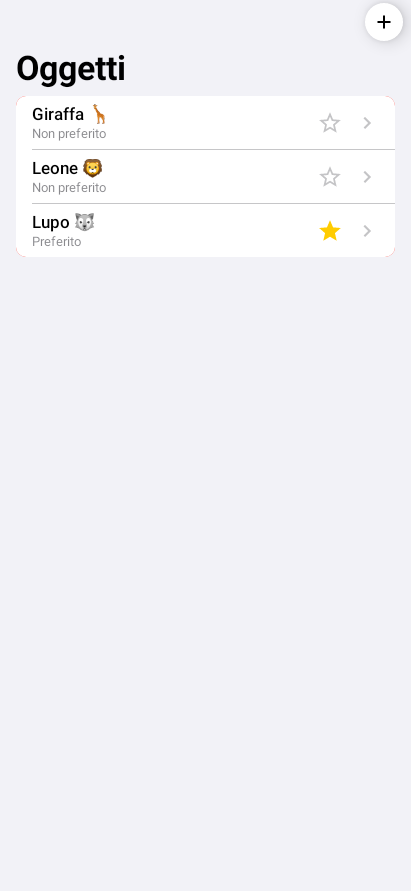 Oggetti
Giraffa 🦒
Non preferito
Leone 🦁
Non preferito
Lupo 🐺
Preferito